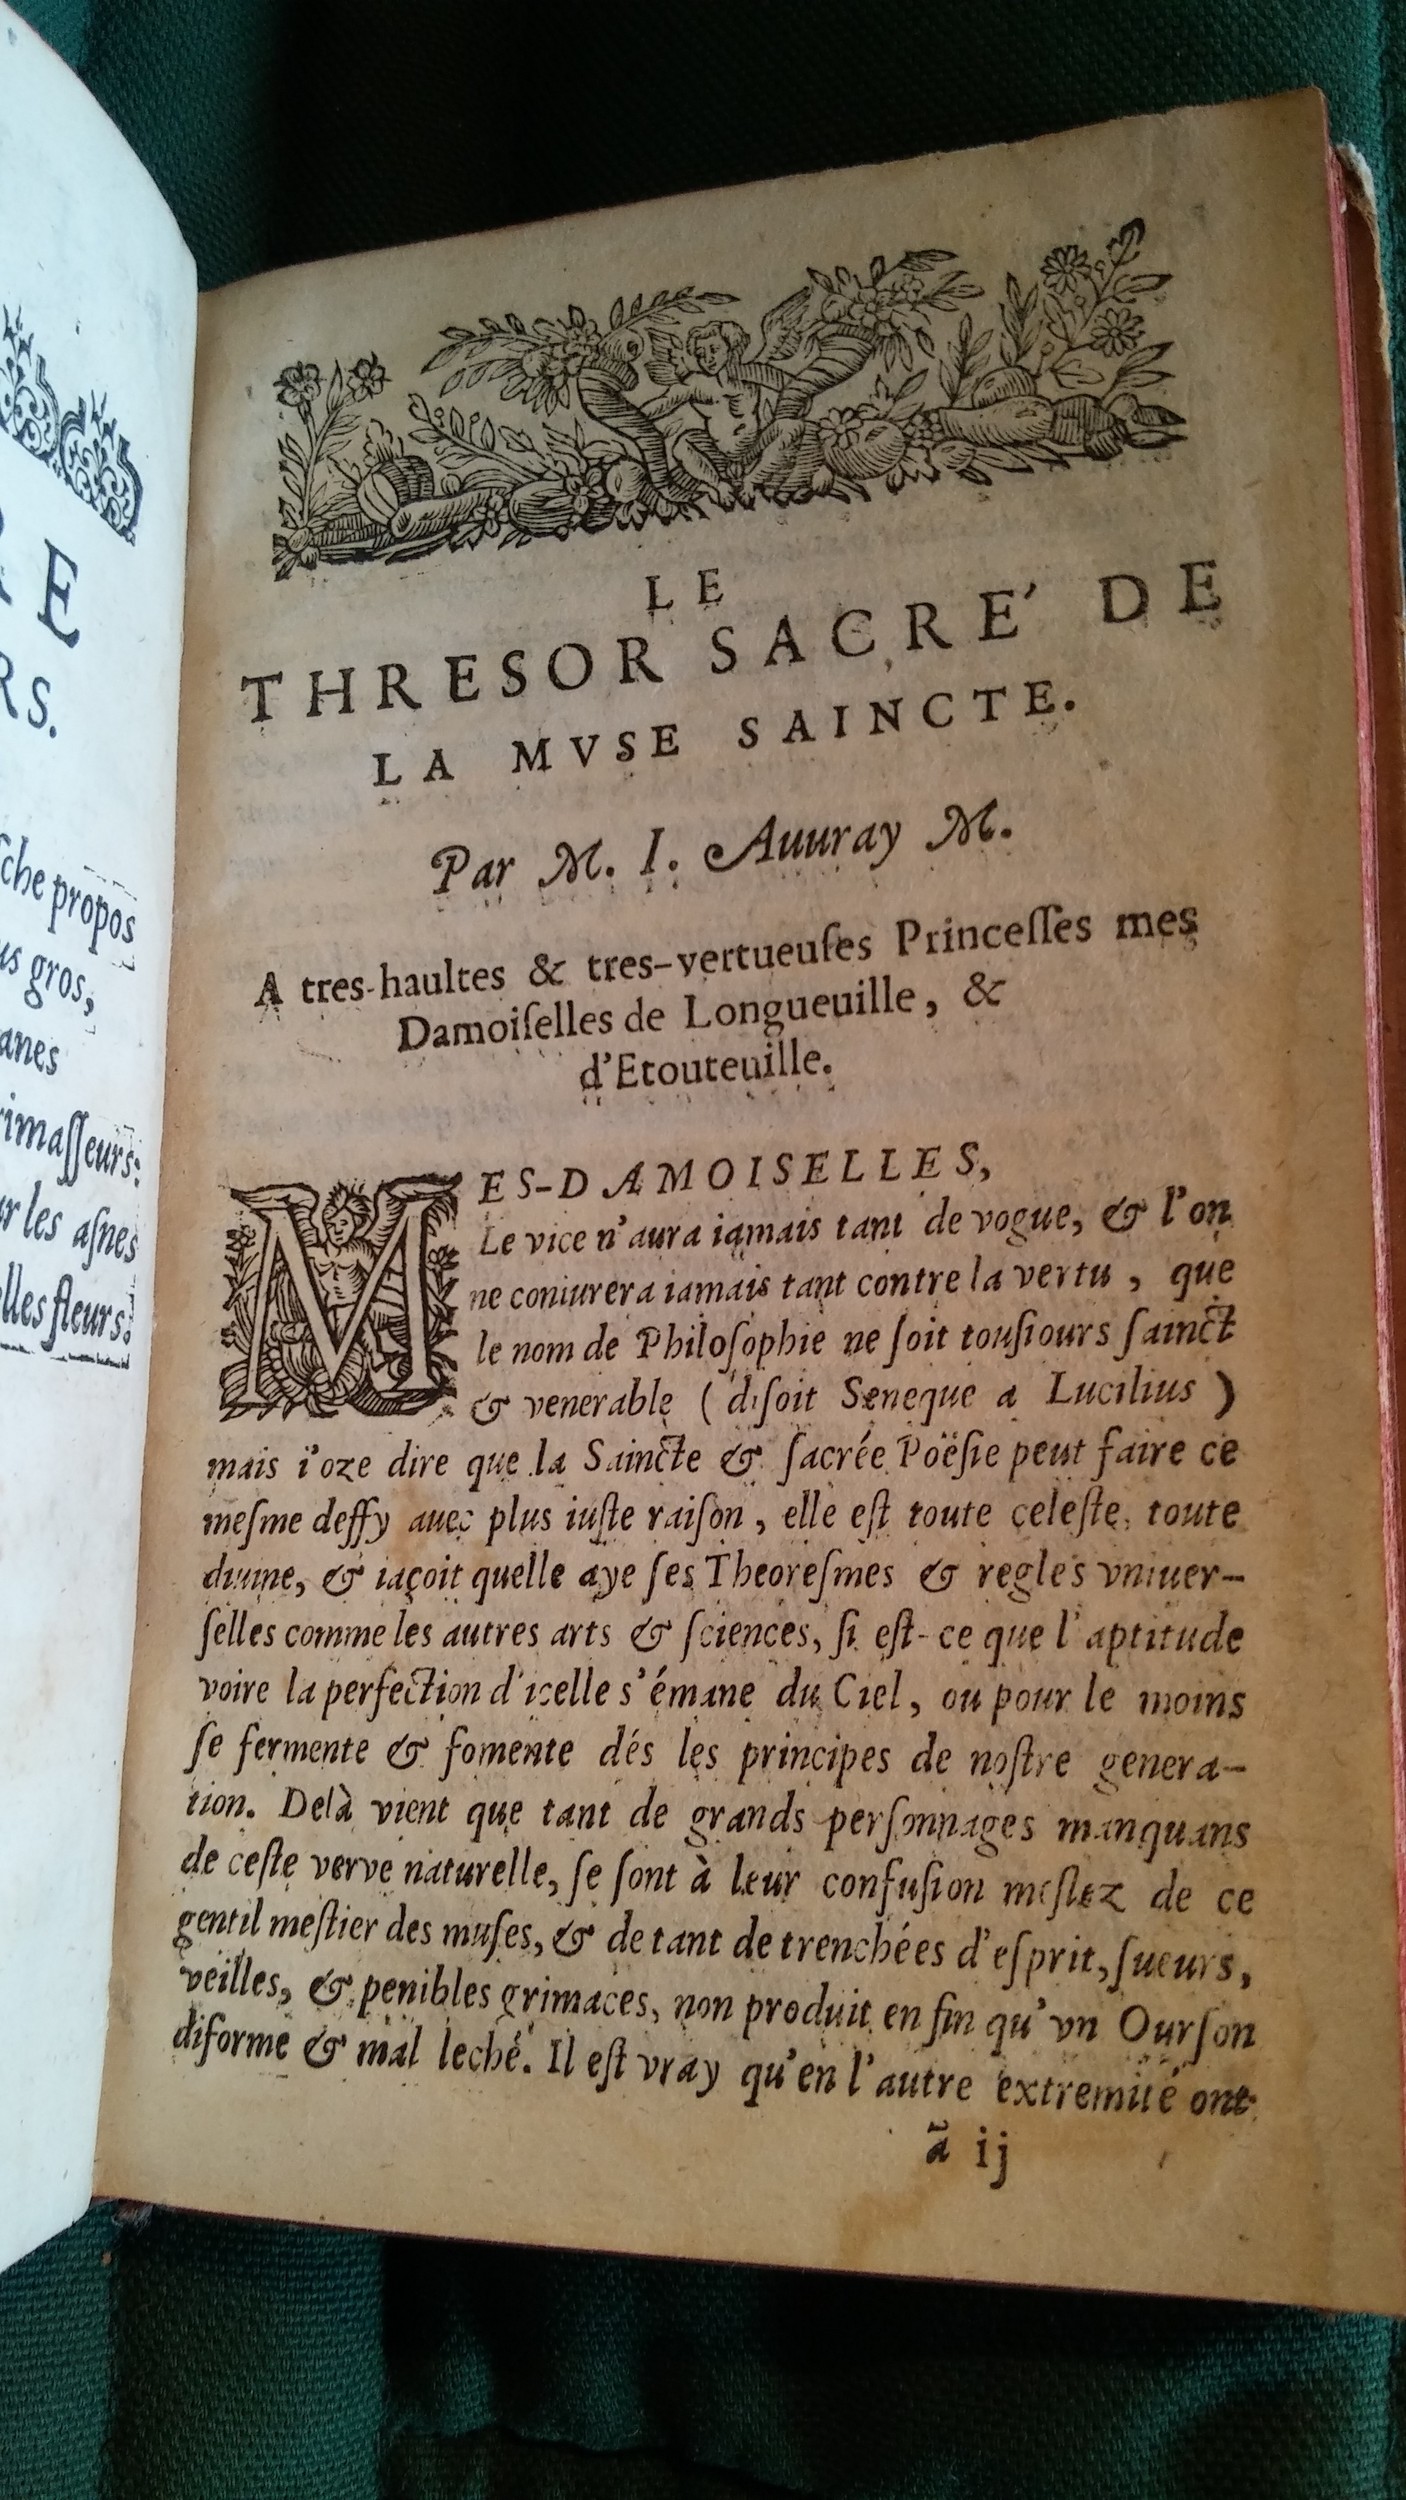 E
RS.
che propos
us gros,
anes
rimaſſeurs:
ur les aſnes
lles fleurs.
LE
THRESOR SACRE' DE
LA MVSE SAINCTE.
Par M. I. Auuray M.
A tres-haultes & tres-vertueuſes Princeſſes mes
Damoiſelles de Longueuille, &
d'Etouteuille.
MES-DAMOISELLES,
Le vice n'aura iamais tant de vogue, & l'on
ne coniurera iamais tant contre la vertu, que
le nom de Philoſophie ne ſoit touſiours ſainct
& venerable (diſoit Seneque a Lucilius)
mais i'oze dire que la Saincte & ſacrée Poëſie peut faire ce
meſme deffy auec plus iuſte raiſon, elle eſt toute celeſte, toute
diuine, & iaçoit quelle aye ſes Theoreſmes & regles vniuer-
ſelles comme les autres arts & ſciences, ſi eſt-ce que l'aptitude
voire la perfection d'icelle s'émane du Ciel, ou pour le moins
ſe fermente & fomente dés les principes de noſtre genera-
tion. Delà vient que tant de grands perſonnages manquans
de ceſte verve naturelle, ſe ſont à leur confuſion meſlez de ce
gentil meſtier des muſes, & de tant de trenchées d'eſprit, ſueurs,
veilles, & penibles grimaces, non produit en fin qu'vn Ourſon
diforme & mal leché. Il eſt vray qu'en l'autre extremité ont
ã ij